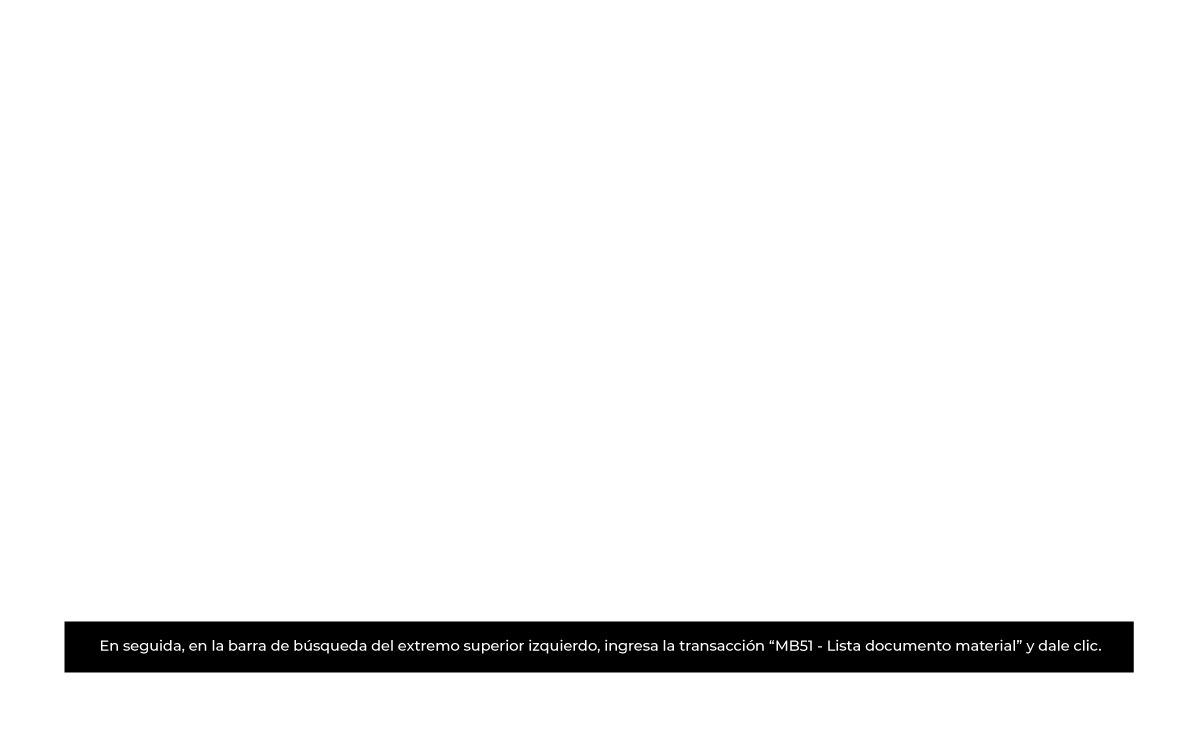 En seguida, en la barra de búsqueda del extremo superior izquierdo, ingresa la transacción “MB51 - Lista documento material” y dale clic.